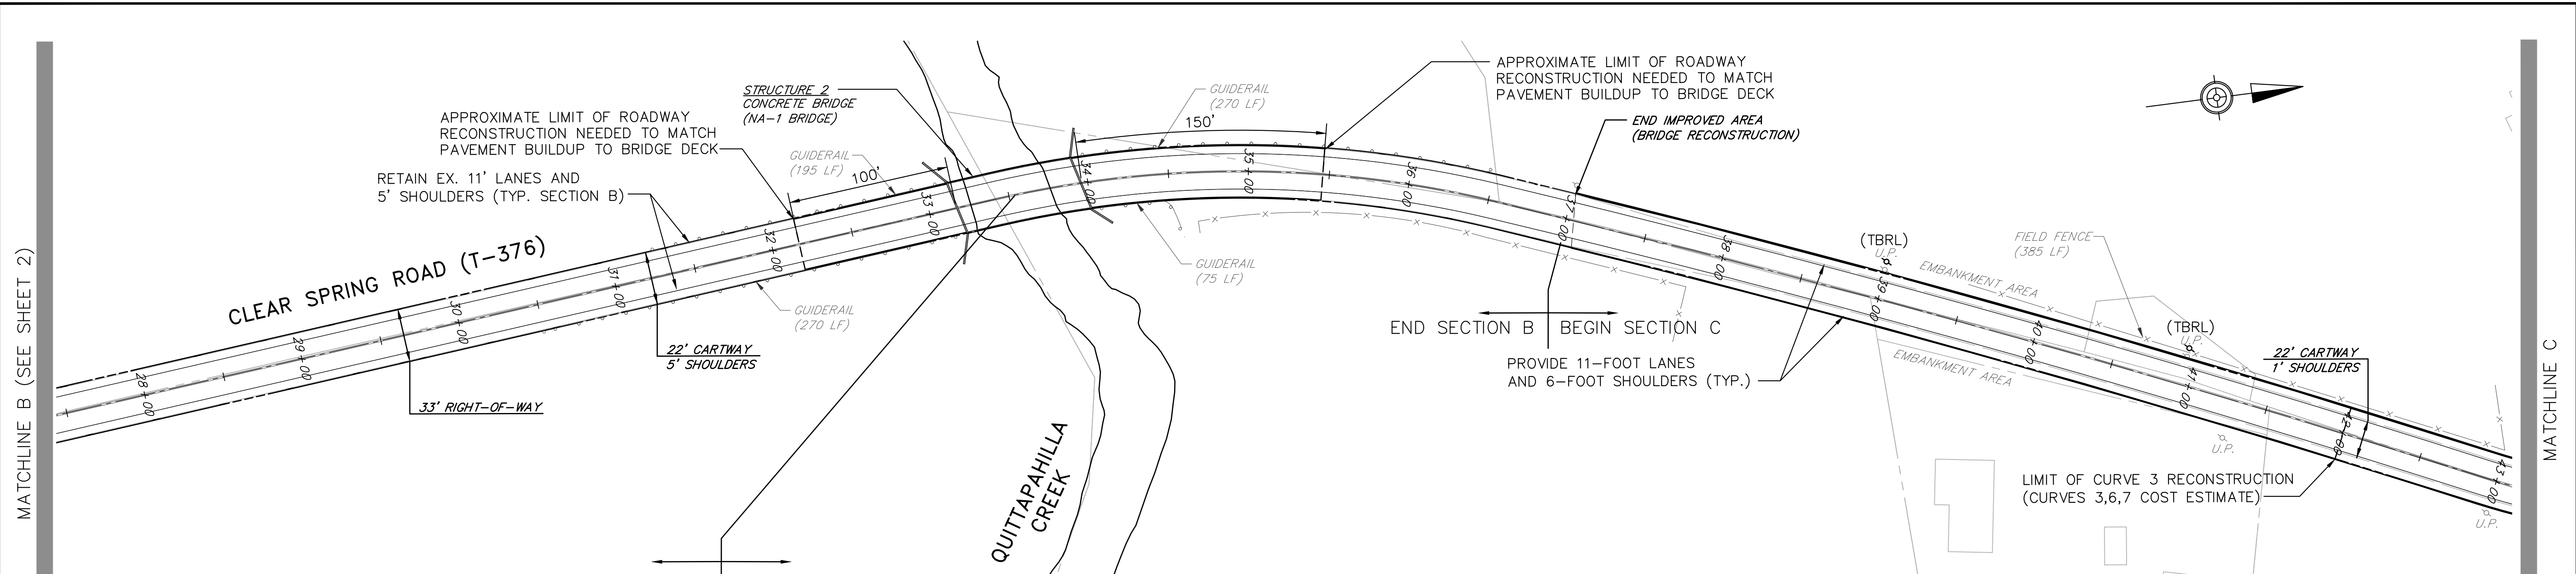 MATCHLINE B (SEE SHEET 2)
CLEAR SPRING ROAD (T-376)
APPROXIMATE LIMIT OF ROADWAY
RECONSTRUCTION NEEDED TO MATCH
PAVEMENT BUILDUP TO BRIDGE DECK
RETAIN EX. 11' LANES AND
5' SHOULDERS (TYP. SECTION B)
STRUCTURE 2
CONCRETE BRIDGE
(NA-1 BRIDGE)
GUIDERAIL
(195 LF)
100'
GUIDERAIL
(270 LF)
150'
APPROXIMATE LIMIT OF ROADWAY
RECONSTRUCTION NEEDED TO MATCH
PAVEMENT BUILDUP TO BRIDGE DECK
END IMPROVED AREA
(BRIDGE RECONSTRUCTION)
28+00
29+00
30+00
31+00
32+00
33+00
34+00
35+00
36+00
37+00
38+00
39+00
40+00
41+00
42+00
43+00
33' RIGHT-OF-WAY
22' CARTWAY
5' SHOULDERS
GUIDERAIL
(270 LF)
GUIDERAIL
(75 LF)
QUITTAPAHILLA
CREEK
END SECTION B
BEGIN SECTION C
PROVIDE 11-FOOT LANES
AND 6-FOOT SHOULDERS (TYP.)
(TBRL)
U.P.
EMBANKMENT AREA
FIELD FENCE
(385 LF)
(TBRL)
U.P.
EMBANKMENT AREA
22' CARTWAY
1' SHOULDERS
U.P.
LIMIT OF CURVE 3 RECONSTRUCTION
(CURVES 3,6,7 COST ESTIMATE)
U.P.
MATCHLINE C